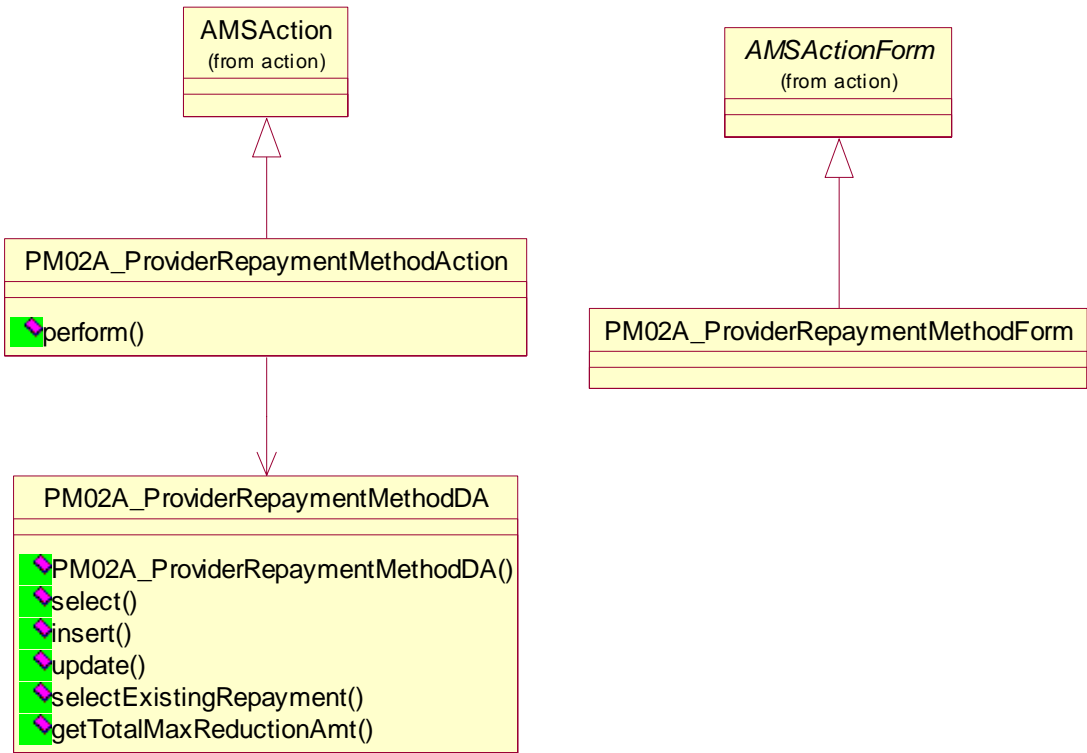 AMSAction
(from action)
AMSActionForm
(from action)
PM02A_ProviderRepaymentMethodAction
perform()
PM02A_ProviderRepaymentMethodForm
PM02A_ProviderRepaymentMethodDA
PM02A_ProviderRepaymentMethodDA()
select()
insert()
update()
selectExistingRepayment()
getTotalMaxReductionAmt()